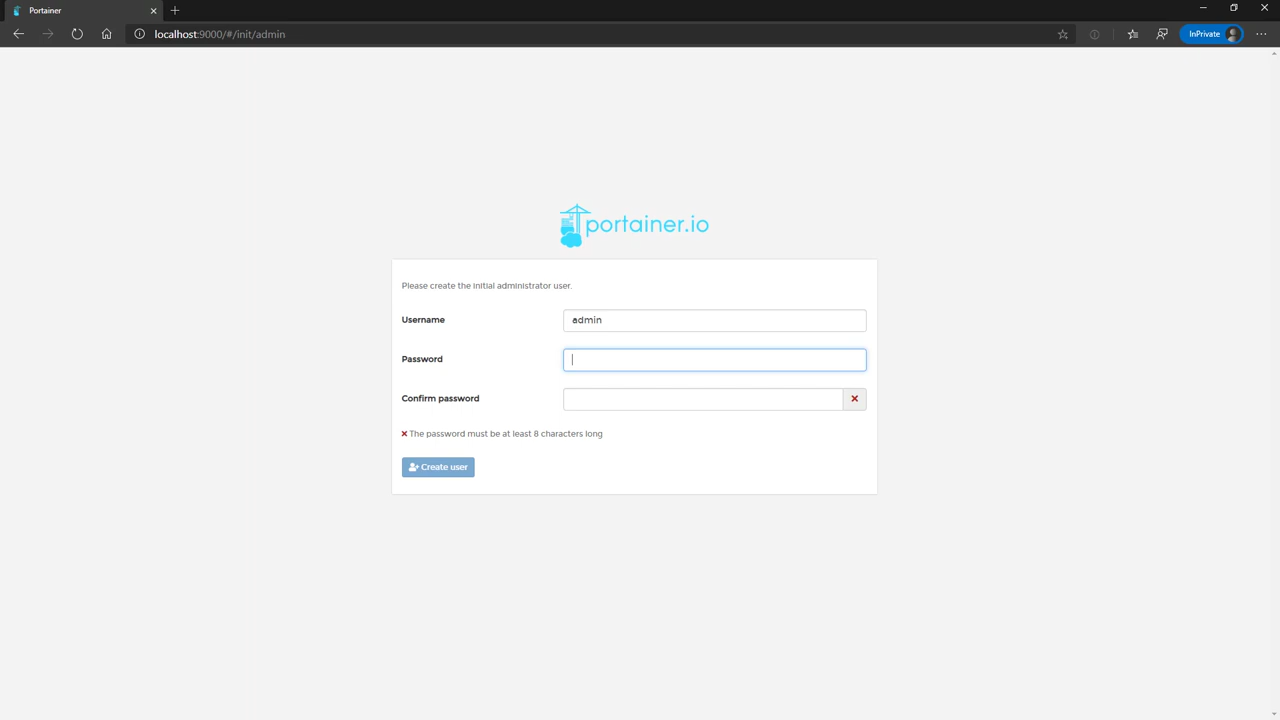 Portainer
localhost:9000/#/init/admin
InPrivate
portainer.io
Please create the initial administrator user.
Username
admin
Password
Confirm password
The password must be at least 8 characters long
Create user